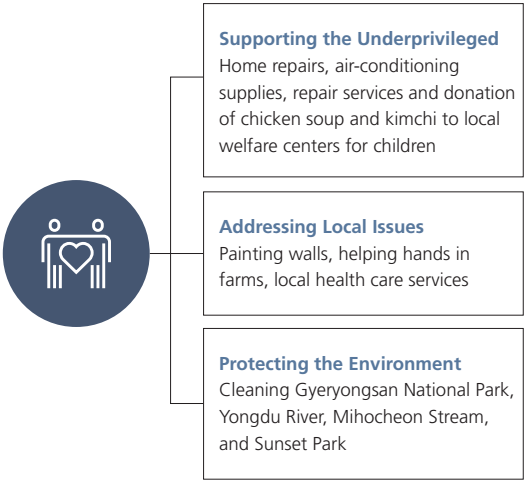 Supporting the Underprivileged
Home repairs, air-conditioning
supplies, repair services and donation
of chicken soup and kimchi to local
welfare centers for children
Addressing Local Issues
Painting walls, helping hands in
farms, local health care services
Protecting the Environment
Cleaning Gyeryongsan National Park,
Yongdu River, Mihocheon Stream,
and Sunset Park